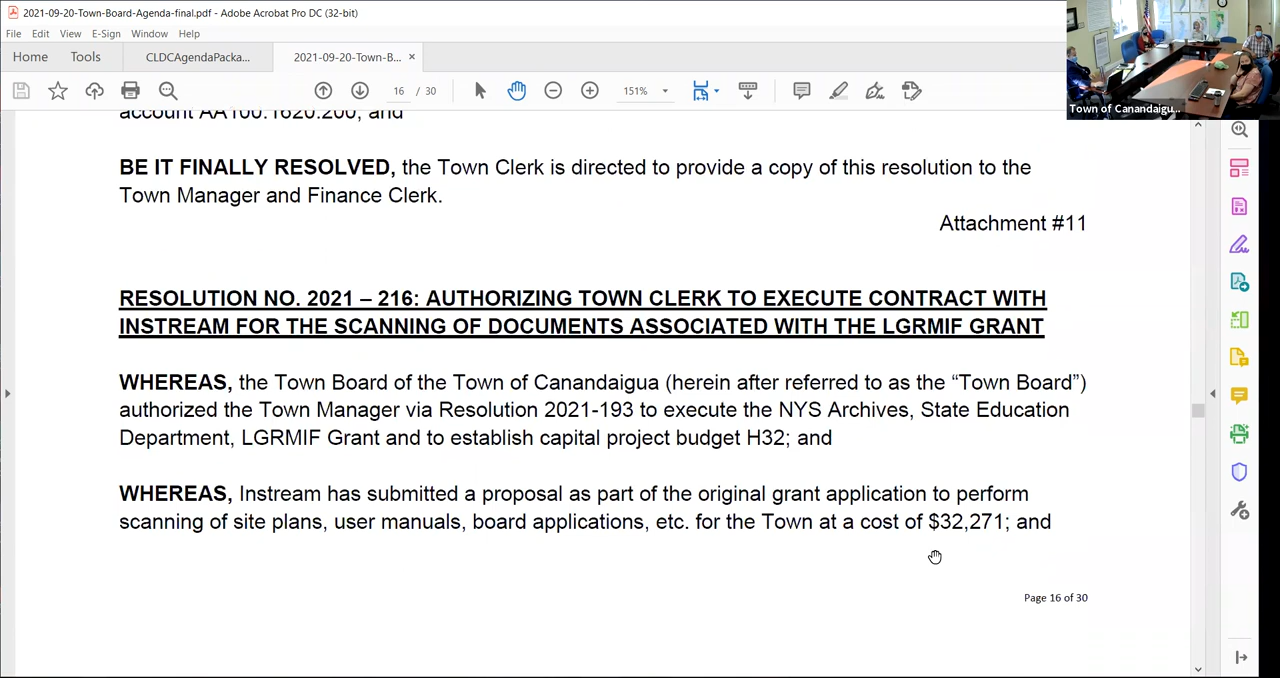 2021-09-20-Town-Board-Agenda-final.pdf - Adobe Acrobat Pro DC (32-bit)
File Edit View E-Sign Window Help
Home Tools CLDCAgendaPacka... 2021-09-20-Town-B... ×
16 / 30 151%
Town of Canandaigu...
account AA100.1620.200; and
BE IT FINALLY RESOLVED, the Town Clerk is directed to provide a copy of this resolution to the
Town Manager and Finance Clerk.
Attachment #11
RESOLUTION NO. 2021 – 216: AUTHORIZING TOWN CLERK TO EXECUTE CONTRACT WITH
INSTREAM FOR THE SCANNING OF DOCUMENTS ASSOCIATED WITH THE LGRMIF GRANT
WHEREAS, the Town Board of the Town of Canandaigua (herein after referred to as the “Town Board”)
authorized the Town Manager via Resolution 2021-193 to execute the NYS Archives, State Education
Department, LGRMIF Grant and to establish capital project budget H32; and
WHEREAS, Instream has submitted a proposal as part of the original grant application to perform
scanning of site plans, user manuals, board applications, etc. for the Town at a cost of $32,271; and
Page 16 of 30